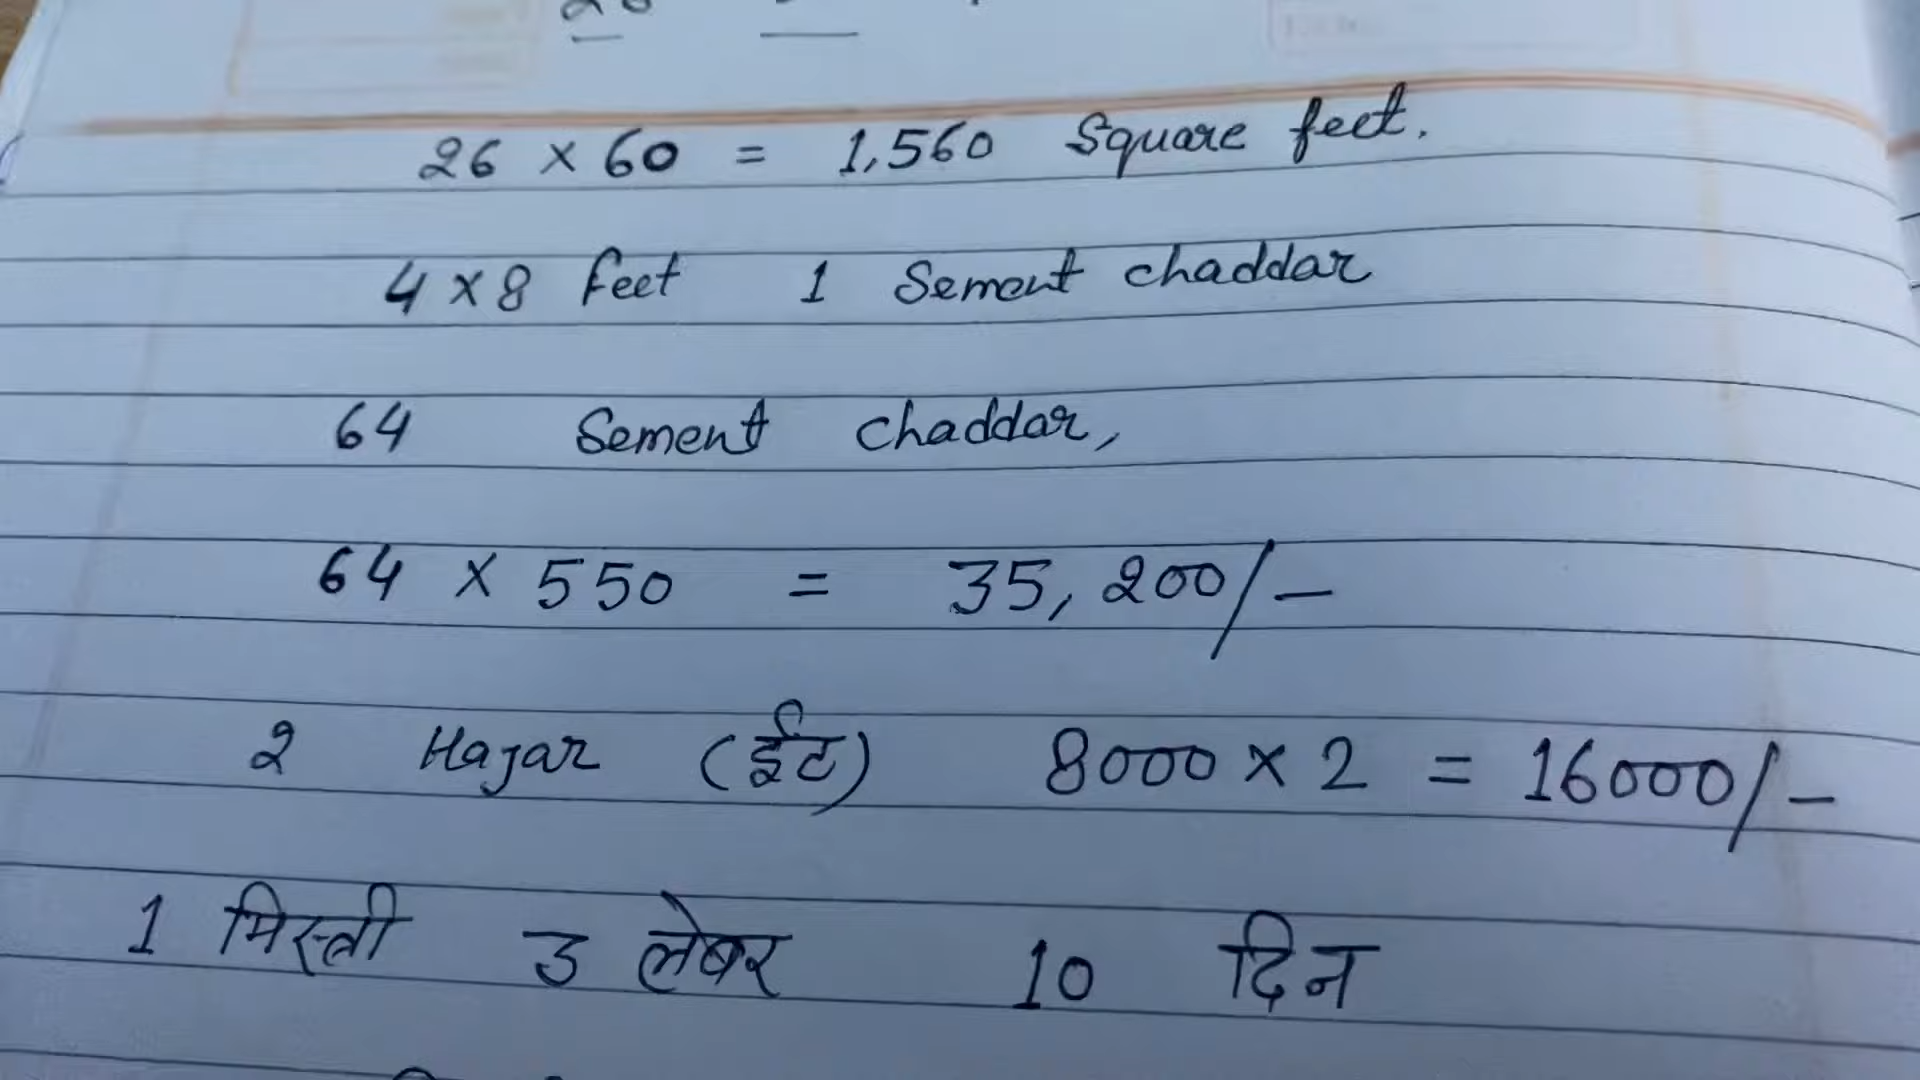 26 × 60 = 1,560 Square feet.
4 × 8 feet 1 Sement chaddar
64 Sement chaddar,
64 × 550 = 35,200/-
2 Hajar (ईंट) 8000 × 2 = 16000/-
1 मिस्त्री 3 लेबर 10 दिन